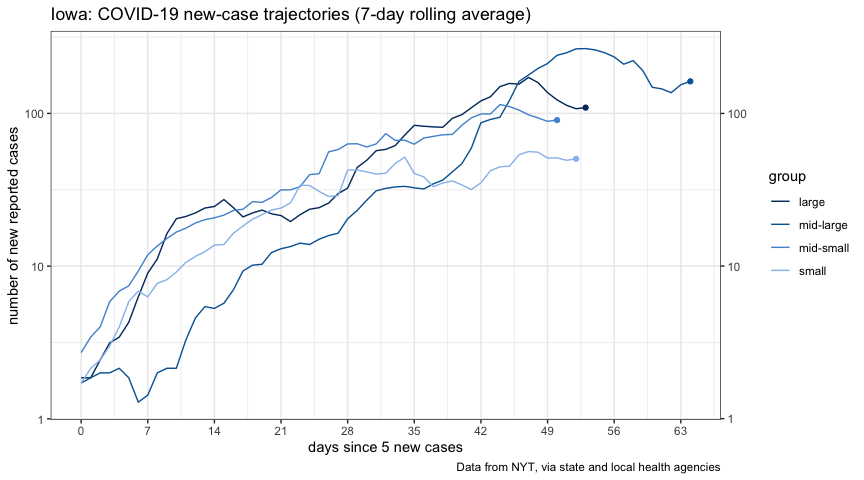 Iowa: COVID-19 new-case trajectories (7-day rolling average)
number of new reported cases
100
10
1
100
10
1
0 7 14 21 28 35 42 49 56 63
days since 5 new cases
group
large
mid-large
mid-small
small
Data from NYT, via state and local health agencies